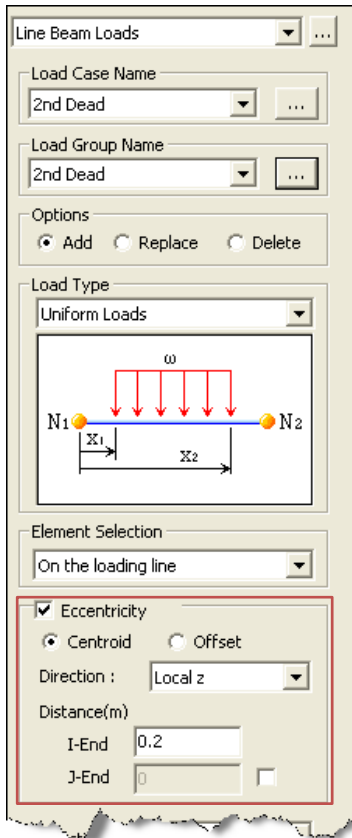 Line Beam Loads ...
Load Case Name
2nd Dead ...
Load Group Name
2nd Dead ...
Options
Add Replace Delete
Load Type
Uniform Loads
ω
N1 N2
X1
X2
Element Selection
On the loading line
Eccentricity
Centroid Offset
Direction : Local z
Distance(m)
I-End 0.2
J-End 0